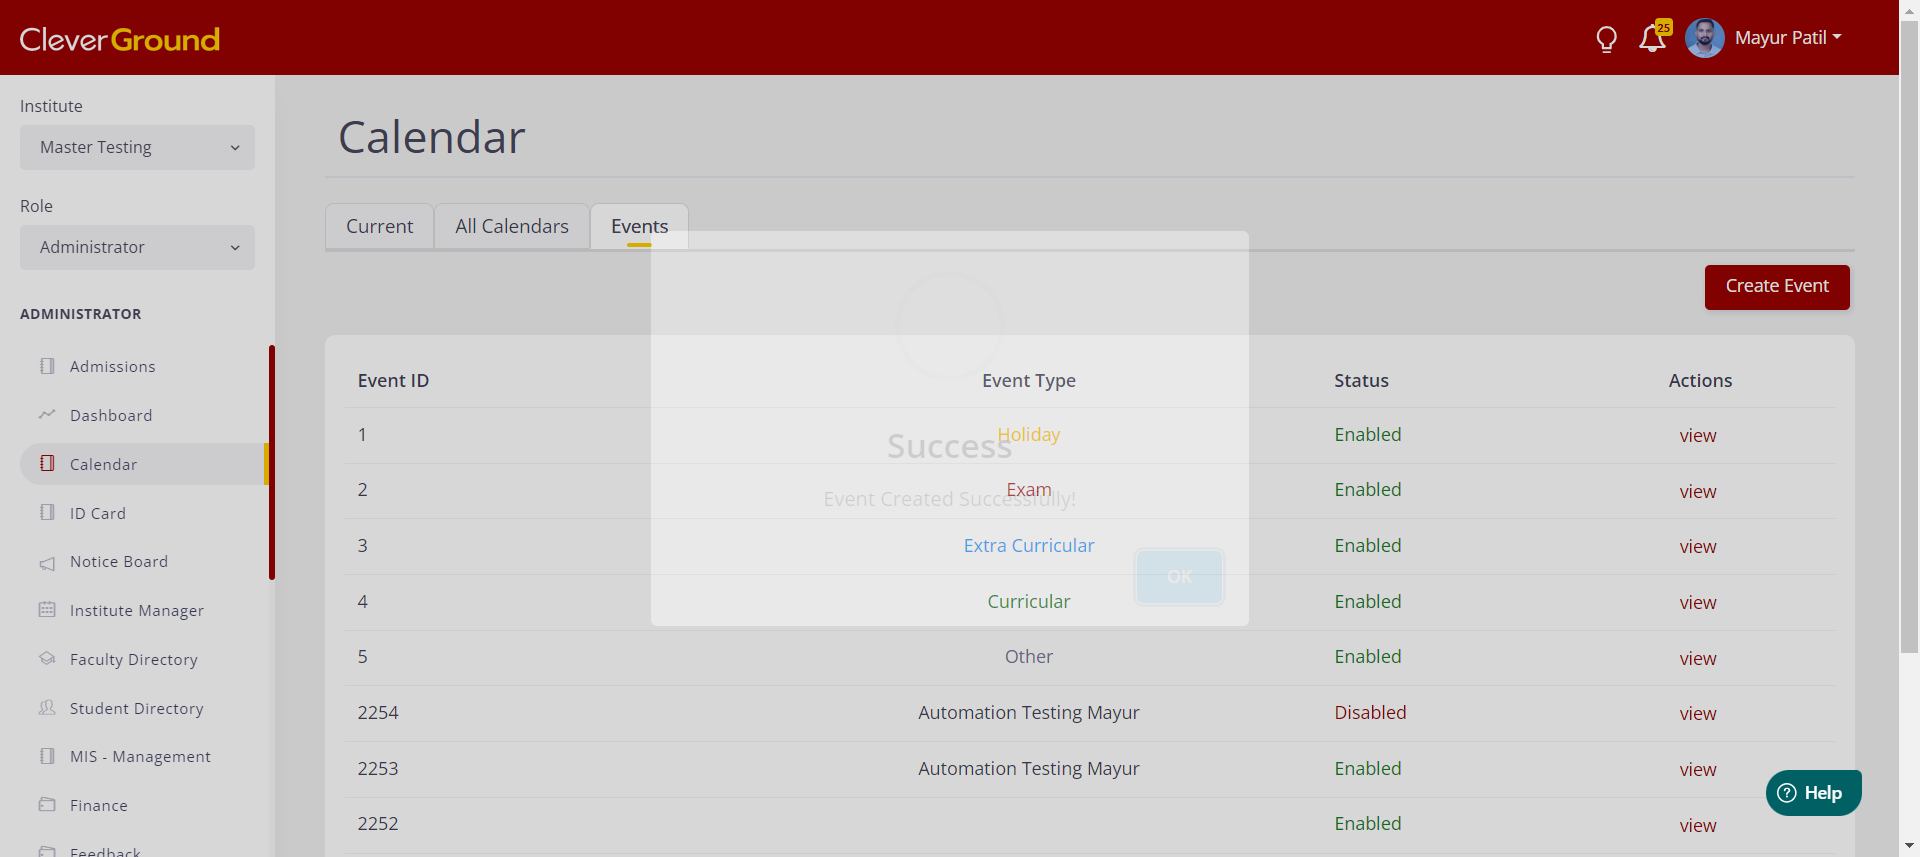 CleverGround
25
Mayur Patil
Institute
Master Testing
Role
Administrator
ADMINISTRATOR
Admissions
Dashboard
Calendar
ID Card
Notice Board
Institute Manager
Faculty Directory
Student Directory
MIS - Management
Finance
Feedback
Calendar
Current
All Calendars
Events
Create Event
Event ID Event Type Status Actions
1 Holiday Enabled view
2 Exam Enabled view
3 Extra Curricular Enabled view
4 Curricular Enabled view
5 Other Enabled view
2254 Automation Testing Mayur Disabled view
2253 Automation Testing Mayur Enabled view
2252 Enabled view
Success
Event Created Successfully!
OK
Help